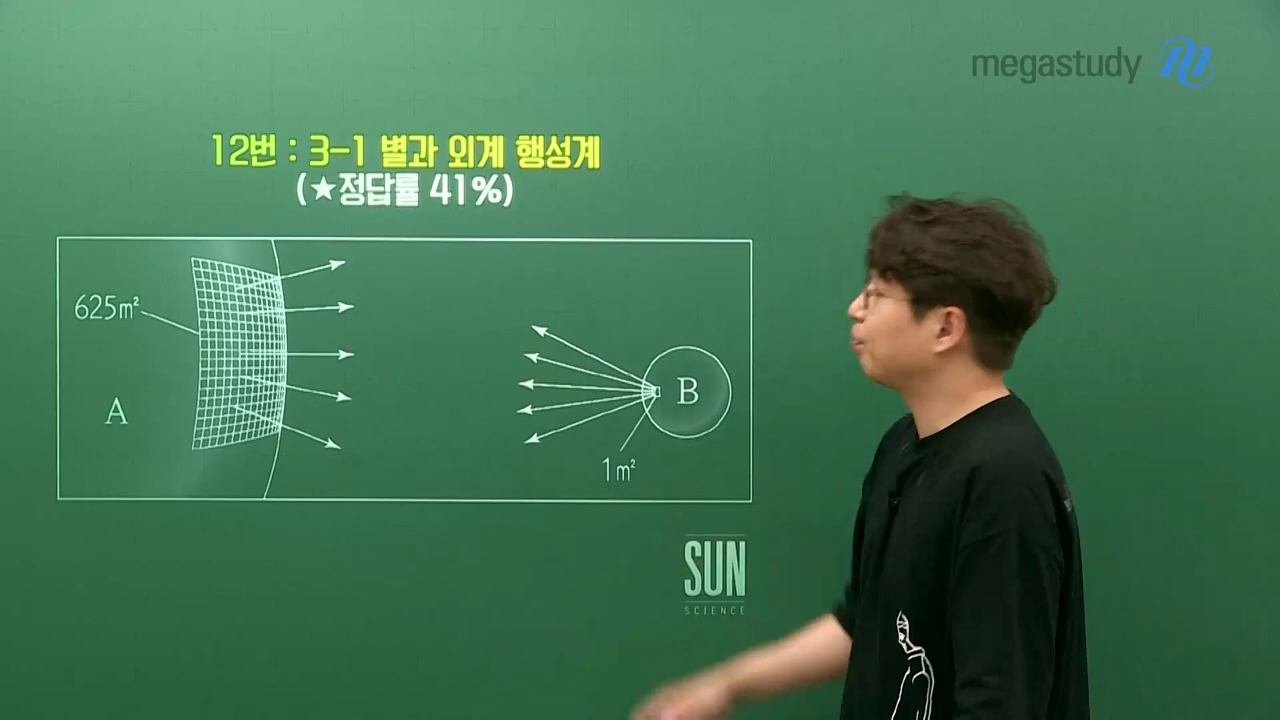 megastudy
12번 : 3-1 별과 외계 행성계
(★정답률 41%)
625m²
A
B
1m²
SUN
SCIENCE